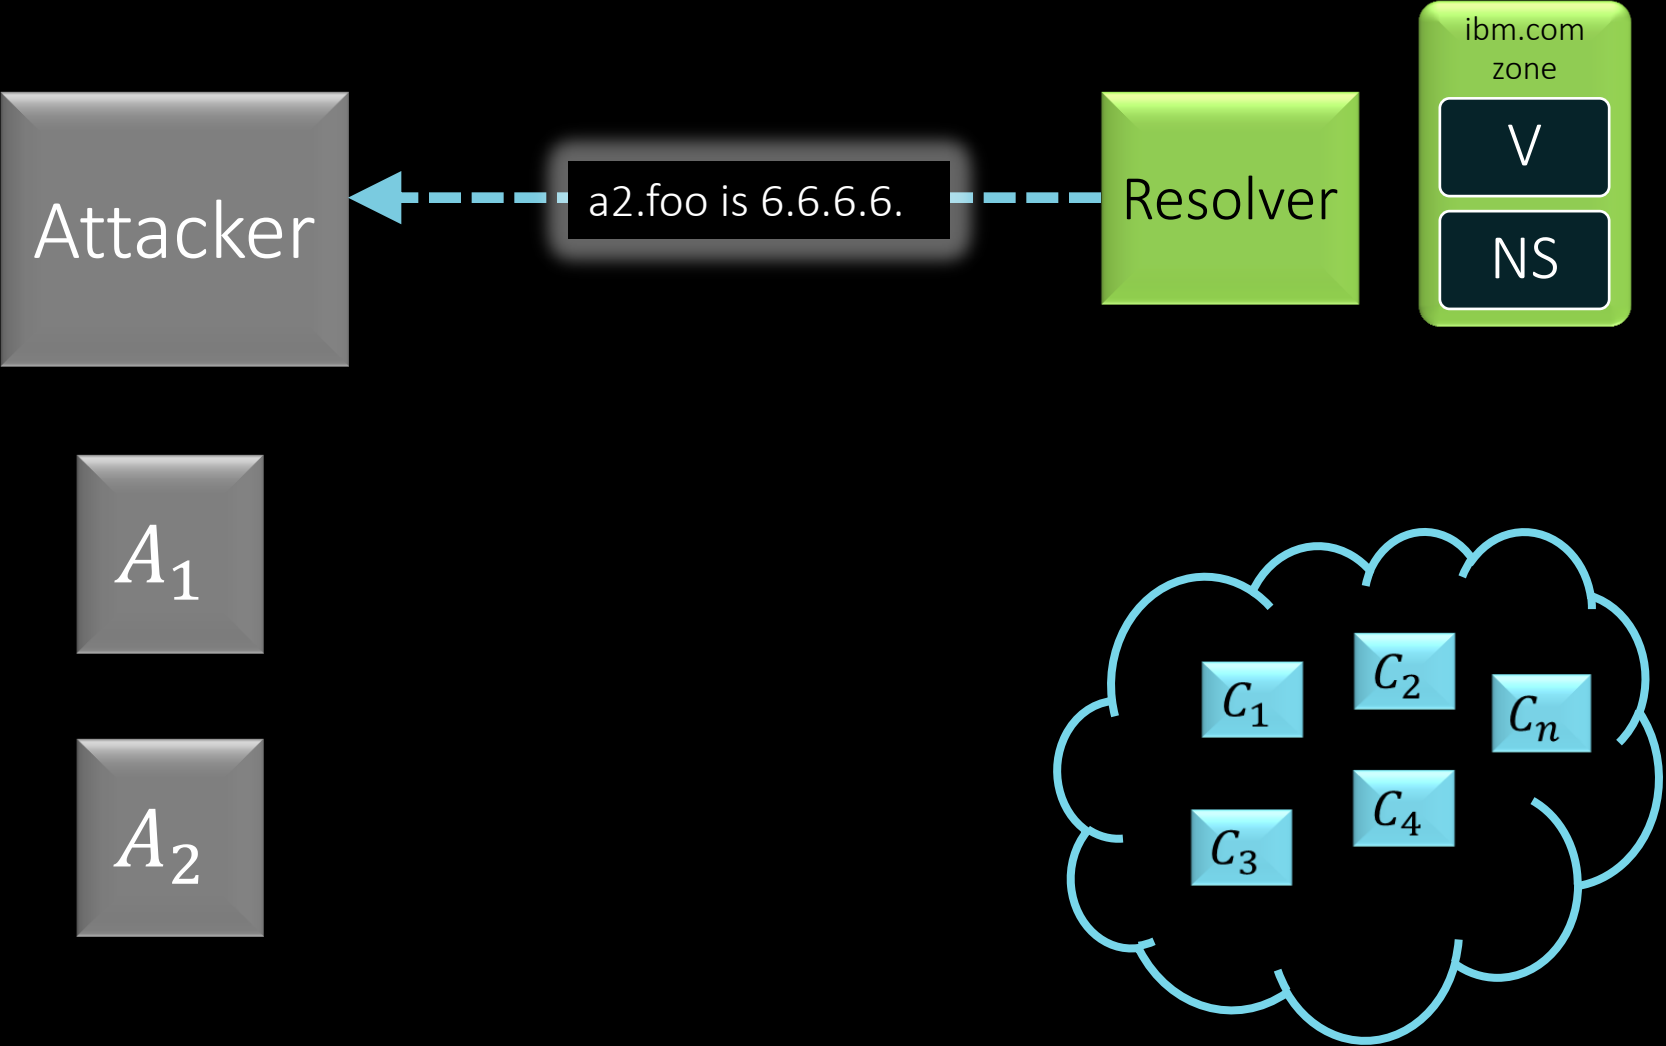 ibm.com
zone
V
NS
Attacker
a2.foo is 6.6.6.6.
Resolver
A₁
A₂
C₁
C₂
Cₙ
C₃
C₄